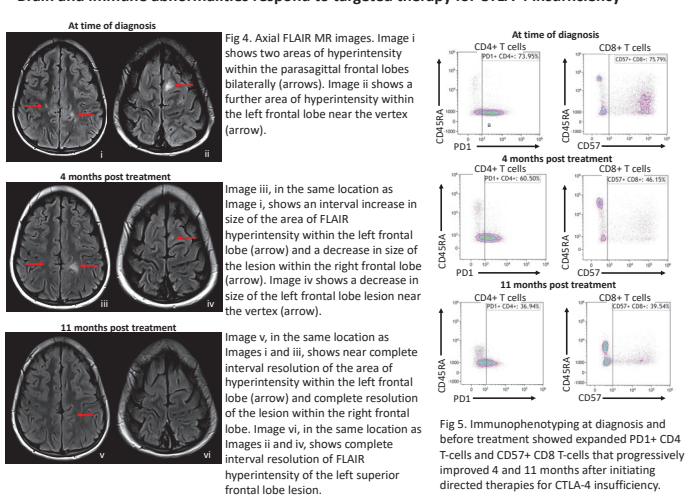 Brain and immune abnormalities respond to targeted therapy for CTLA-4 insufficiency
At time of diagnosis
i
ii
Fig 4. Axial FLAIR MR images. Image i
shows two areas of hyperintensity
within the parasagittal frontal lobes
bilaterally (arrows). Image ii shows a
further area of hyperintensity within
the left frontal lobe near the vertex
(arrow).
4 months post treatment
iii
iv
Image iii, in the same location as
Image i, shows an interval increase in
size of the area of FLAIR
hyperintensity within the left frontal
lobe (arrow) and a decrease in size of
the lesion within the right frontal lobe
(arrow). Image iv shows a decrease in
size of the left frontal lobe lesion near
the vertex (arrow).
11 months post treatment
v
vi
Image v, in the same location as
Images i and iii, shows near complete
interval resolution of the area of
hyperintensity within the left frontal
lobe (arrow) and complete resolution
of the lesion within the right frontal
lobe. Image vi, in the same location as
Images ii and iv, shows complete
interval resolution of FLAIR
hyperintensity of the left superior
frontal lobe lesion.
At time of diagnosis
CD4+ T cells
PD1+ CD4+: 73.95%
CD45RA
PD1
CD8+ T cells
CD57+ CD8+: 75.79%
CD45RA
CD57
4 months post treatment
CD4+ T cells
PD1+ CD4+: 60.50%
CD45RA
PD1
CD8+ T cells
CD57+ CD8+: 46.15%
CD45RA
CD57
11 months post treatment
CD4+ T cells
PD1+ CD4+: 36.94%
CD45RA
PD1
CD8+ T cells
CD57+ CD8+: 39.54%
CD45RA
CD57
Fig 5. Immunophenotyping at diagnosis and
before treatment showed expanded PD1+ CD4
T-cells and CD57+ CD8 T-cells that progressively
improved 4 and 11 months after initiating
directed therapies for CTLA-4 insufficiency.